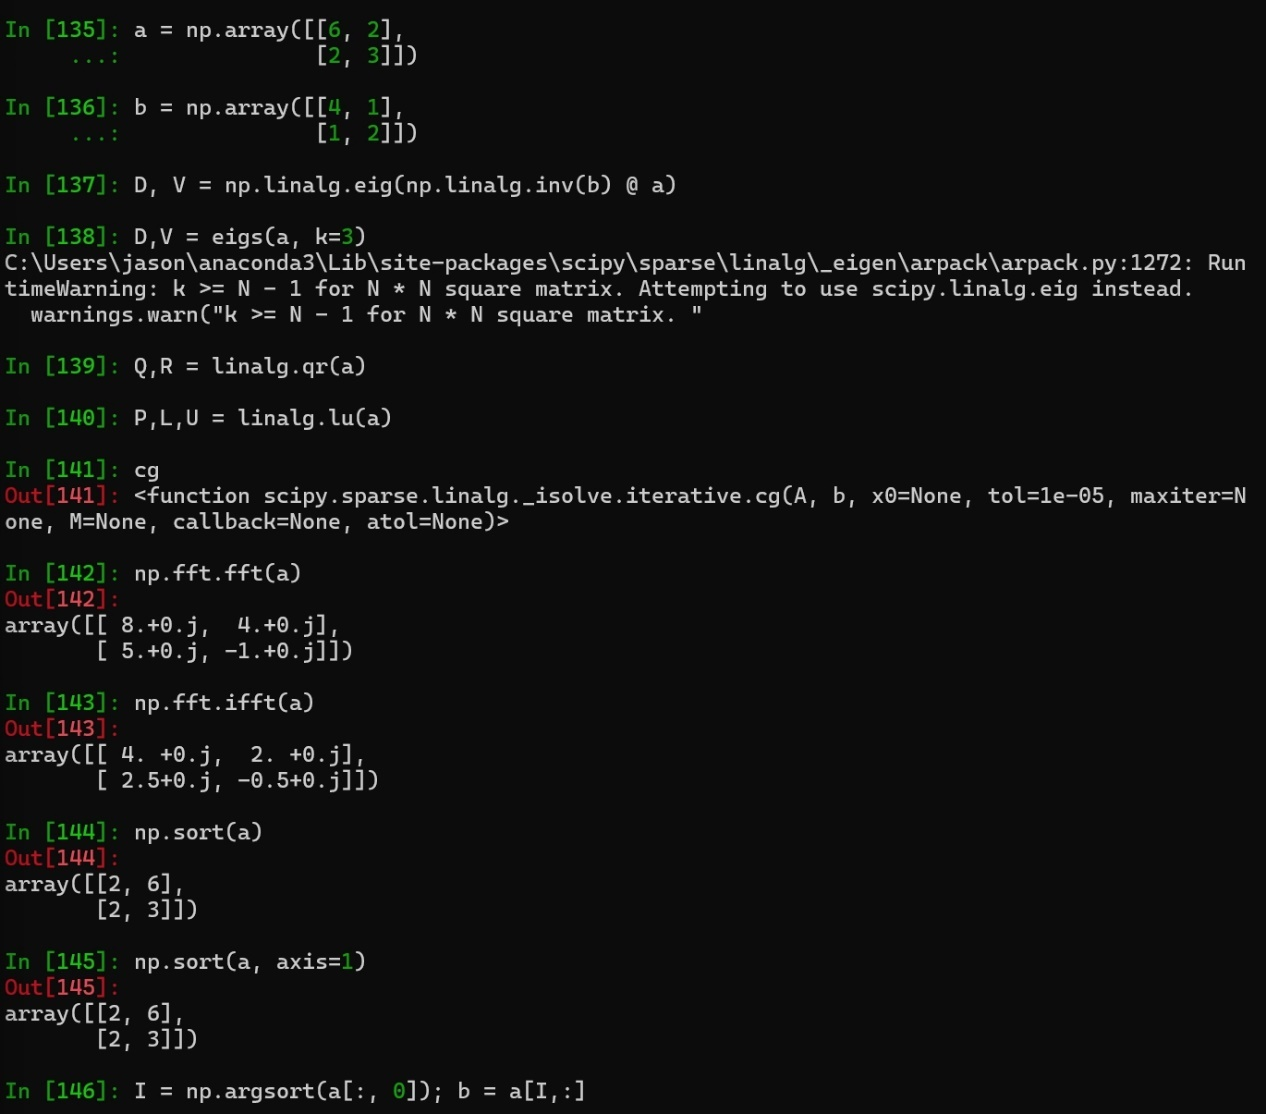 In [135]: a = np.array([[6, 2],
     ...:               [2, 3]])
In [136]: b = np.array([[4, 1],
     ...:               [1, 2]])
In [137]: D, V = np.linalg.eig(np.linalg.inv(b) @ a)
In [138]: D,V = eigs(a, k=3)
C:\Users\jason\anaconda3\Lib\site-packages\scipy\sparse\linalg\_eigen\arpack\arpack.py:1272: Run
timeWarning: k >= N - 1 for N * N square matrix. Attempting to use scipy.linalg.eig instead.
  warnings.warn("k >= N - 1 for N * N square matrix. "
In [139]: Q,R = linalg.qr(a)
In [140]: P,L,U = linalg.lu(a)
In [141]: cg
Out[141]: <function scipy.sparse.linalg._isolve.iterative.cg(A, b, x0=None, tol=1e-05, maxiter=N
one, M=None, callback=None, atol=None)>
In [142]: np.fft.fft(a)
Out[142]:
array([[ 8.+0.j,  4.+0.j],
       [ 5.+0.j, -1.+0.j]])
In [143]: np.fft.ifft(a)
Out[143]:
array([[ 4. +0.j,  2. +0.j],
       [ 2.5+0.j, -0.5+0.j]])
In [144]: np.sort(a)
Out[144]:
array([[2, 6],
       [2, 3]])
In [145]: np.sort(a, axis=1)
Out[145]:
array([[2, 6],
       [2, 3]])
In [146]: I = np.argsort(a[:, 0]); b = a[I,:]